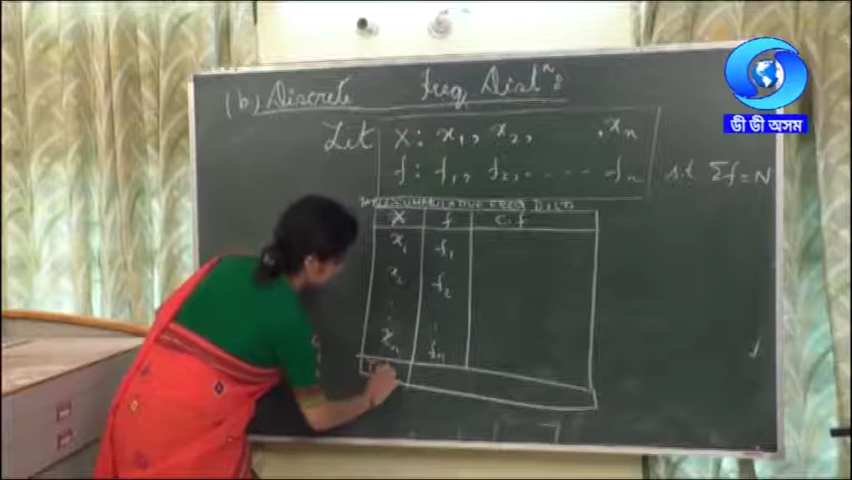 (b) Discrete freq Distⁿ:
Let X: x₁, x₂, , xₙ
f: f₁, f₂, . . . . . fₙ s.t Σf = N
CUMULATIVE FREQ DISTN
X f C.f
x₁ f₁
x₂ f₂
: :
xₙ fₙ
ডী ডী অসম